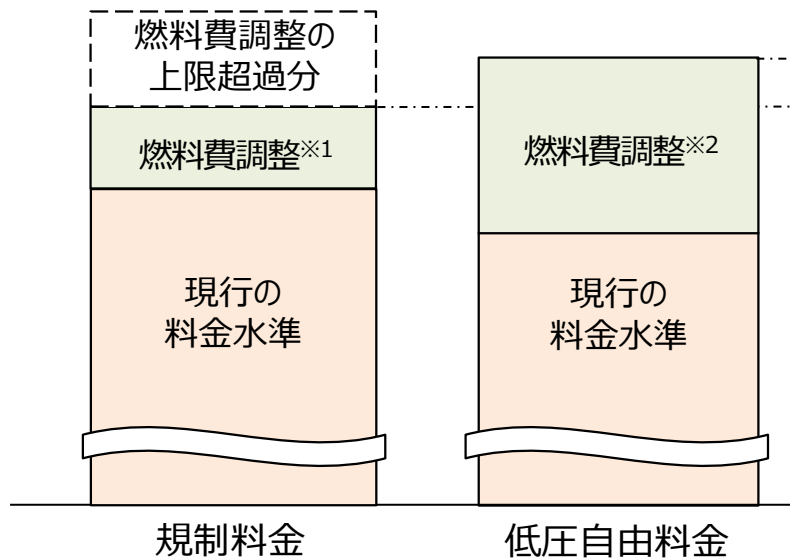 燃料費調整の
上限超過分
燃料費調整※1
現行の
料金水準
規制料金
燃料費調整※2
現行の
料金水準
低圧自由料金